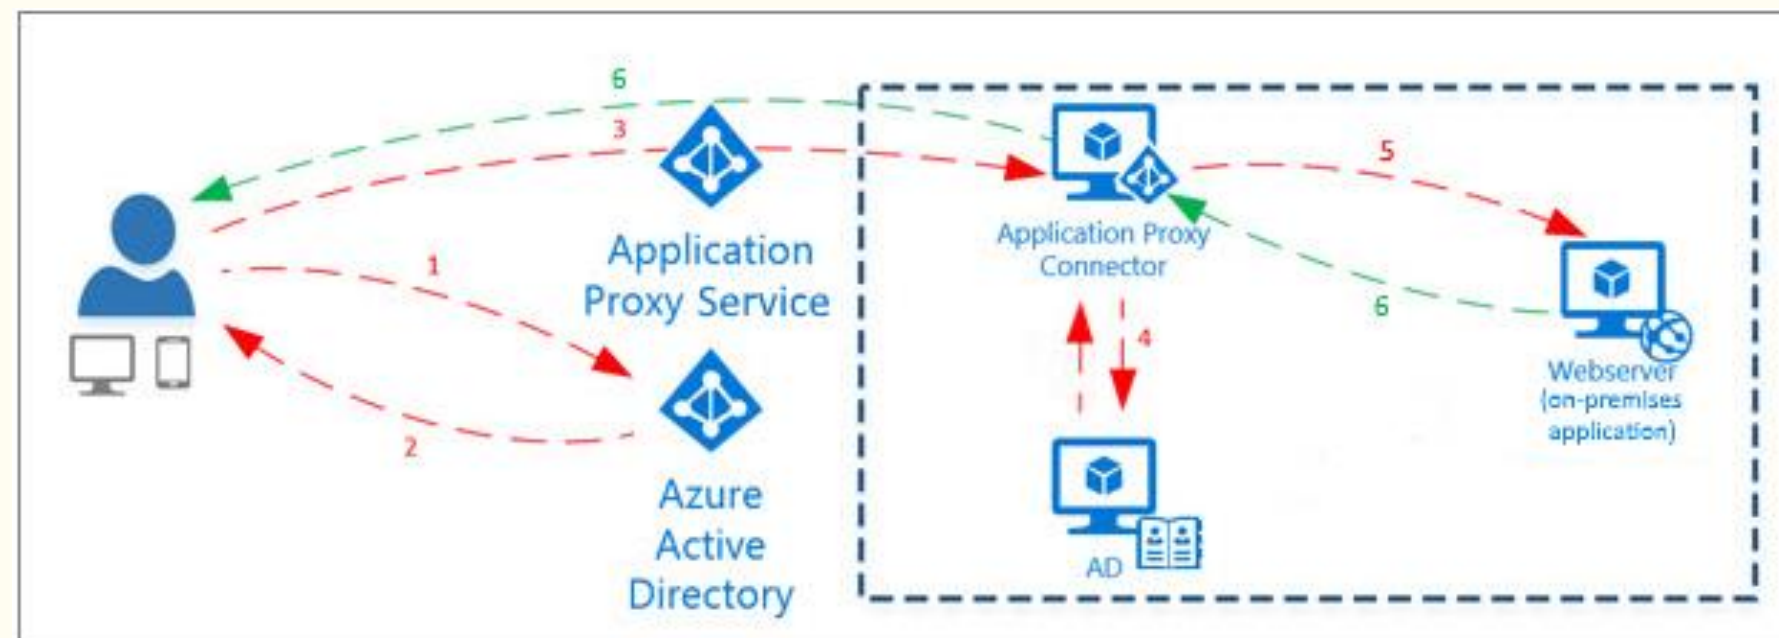 6
3
5
1
Application
Proxy Service
Application Proxy
Connector
6
4
2
Webserver
(on-premises
application)
Azure
Active
Directory
AD